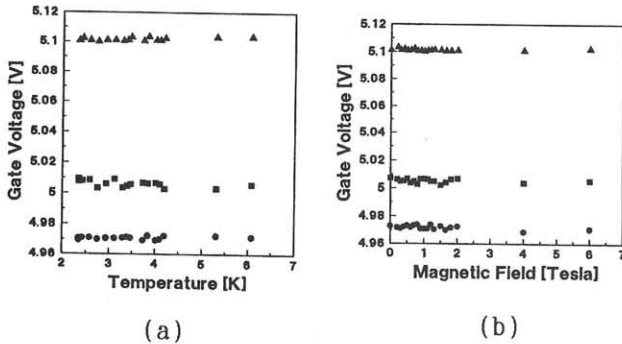 5.12
5.1
5.08
5.06
5.04
5.02
5
4.98
4.96
Gate Voltage [V]
2 3 4 5 6 7
Temperature [K]
(a)
5.12
5.1
5.08
5.06
5.04
5.02
5
4.98
4.96
Gate Voltage [V]
0 1 2 3 4 5 6 7
Magnetic Field [Tesla]
(b)